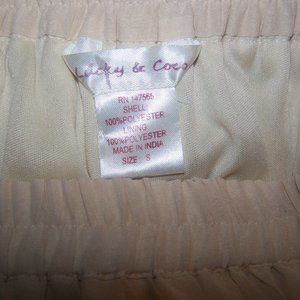 Lucky & Coco
RN 147565
SHELL:
100%POLYESTER
LINING:
100%POLYESTER
MADE IN INDIA
SIZE: S